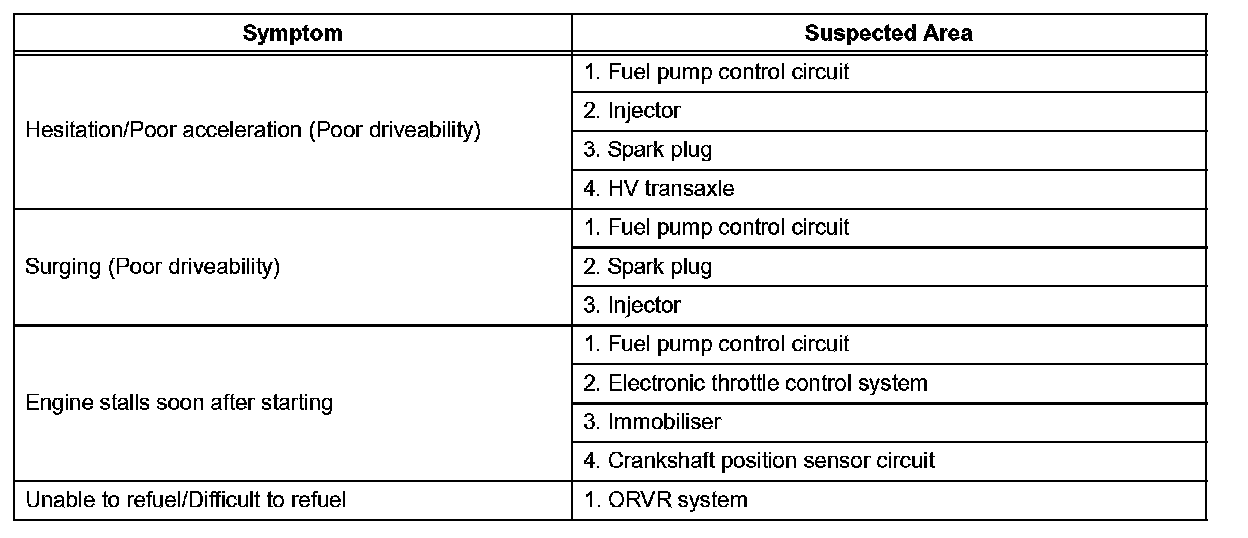 Symptom
Suspected Area
Hesitation/Poor acceleration (Poor driveability)
1. Fuel pump control circuit
2. Injector
3. Spark plug
4. HV transaxle
Surging (Poor driveability)
1. Fuel pump control circuit
2. Spark plug
3. Injector
Engine stalls soon after starting
1. Fuel pump control circuit
2. Electronic throttle control system
3. Immobiliser
4. Crankshaft position sensor circuit
Unable to refuel/Difficult to refuel
1. ORVR system